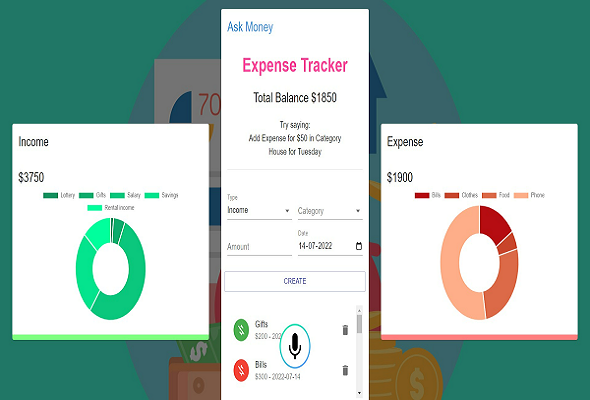 Ask Money
Expense Tracker
Total Balance $1850
Try saying:
Add Expense for $50 in Category
House for Tuesday
Type
Income
Category
Amount
Date
14-07-2022
CREATE
Gifts
$200 - 202
Bills
$300 - 2022-07-14
Income
$3750
Lottery Gifts Salary Savings
Rental income
Expense
$1900
Bills Clothes Food Phone
70